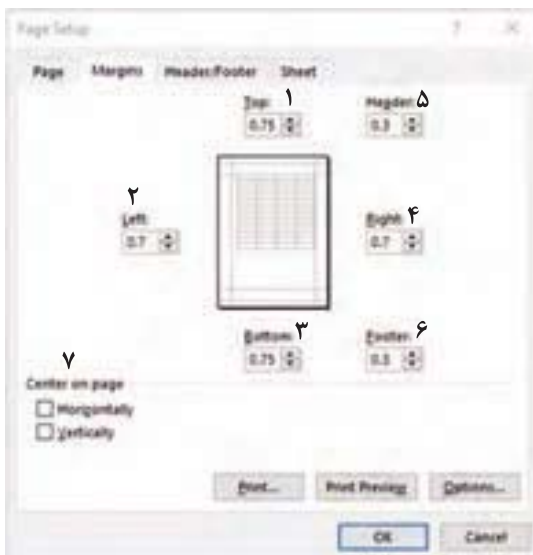 Page Setup ? ×
Page Margins Header/Footer Sheet
Top: ۱ Header: ۵
0.75 0.3
۲
Left: Right: ۴
0.7 0.7
Bottom: ۳ Footer: ۶
0.75 0.3
۷
Center on page
Horizontally
Vertically
Print... Print Preview Options...
OK Cancel